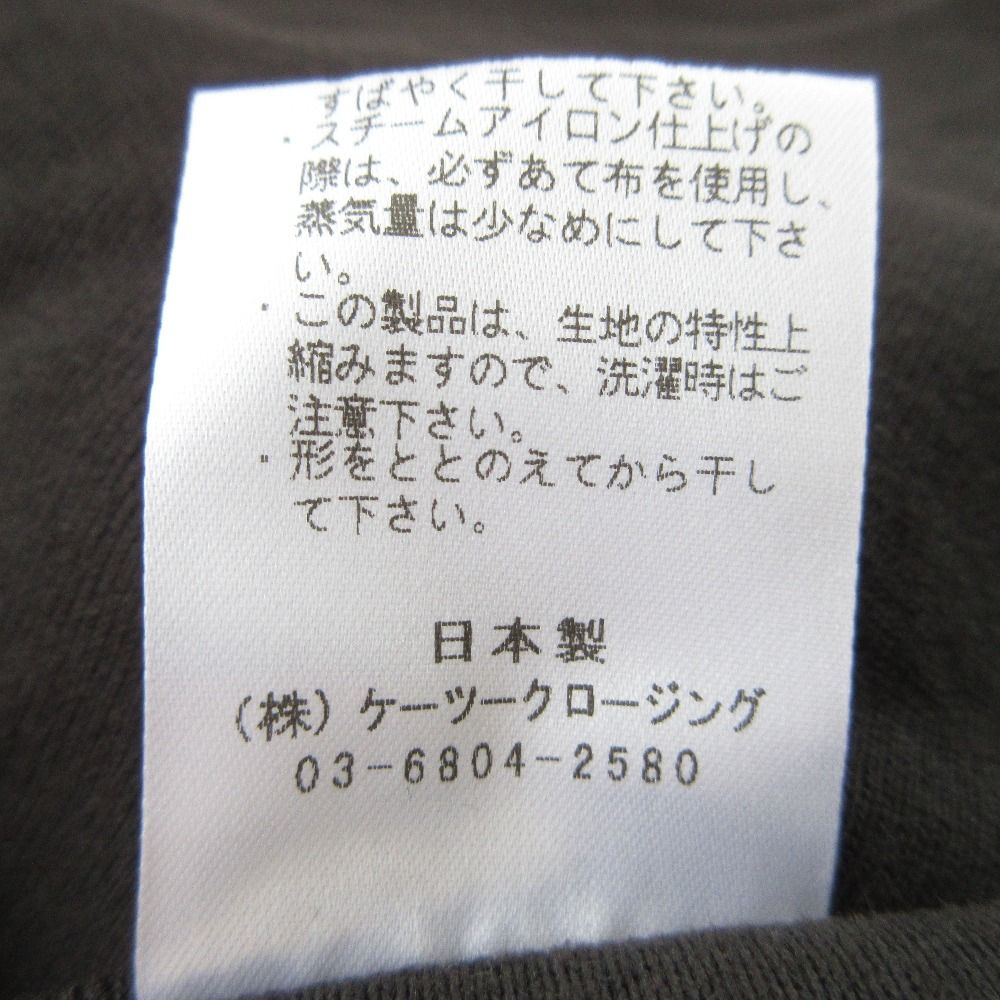 すばやく干して下さい。
・スチームアイロン仕上げの
際は、必ずあて布を使用し、
蒸気量は少なめにして下さ
い。
・この製品は、生地の特性上
縮みますので、洗濯時はご
注意下さい。
・形をととのえてから干し
て下さい。
日本製
(株)ケーツークロージング
03-6804-2580